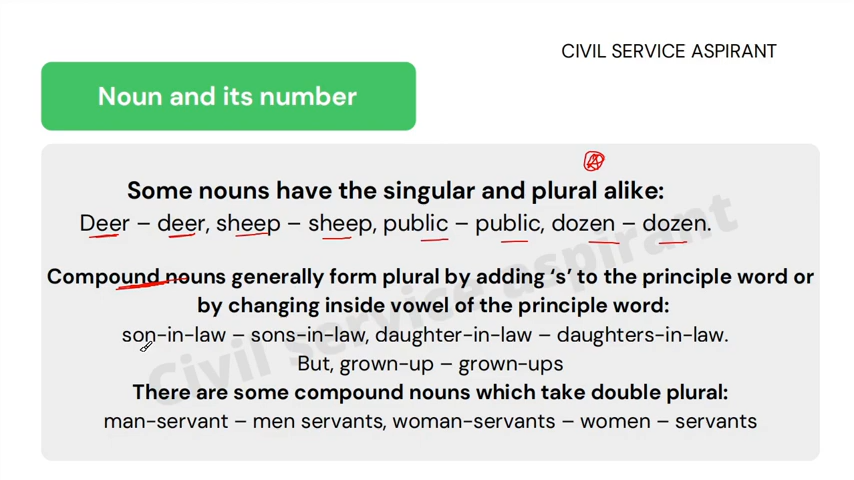 CIVIL SERVICE ASPIRANT
Noun and its number
A
Some nouns have the singular and plural alike:
Deer – deer, sheep – sheep, public – public, dozen – dozen.
Compound nouns generally form plural by adding ‘s’ to the principle word or
by changing inside vowel of the principle word:
son-in-law – sons-in-law, daughter-in-law – daughters-in-law.
But, grown-up – grown-ups
There are some compound nouns which take double plural:
man-servant – men servants, woman-servants – women – servants
Civil service aspirant